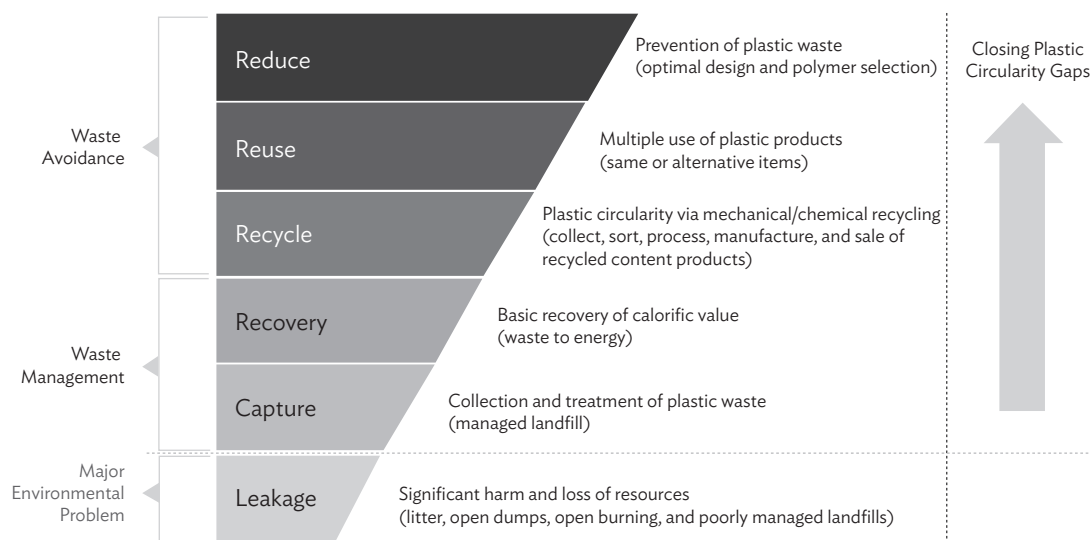 Reduce
Prevention of plastic waste
(optimal design and polymer selection)
Closing Plastic
Circularity Gaps
Waste
Avoidance
Reuse
Multiple use of plastic products
(same or alternative items)
Recycle
Plastic circularity via mechanical/chemical recycling
(collect, sort, process, manufacture, and sale of
recycled content products)
Waste
Management
Recovery
Basic recovery of calorific value
(waste to energy)
Capture
Collection and treatment of plastic waste
(managed landfill)
Major
Environmental
Problem
Leakage
Significant harm and loss of resources
(litter, open dumps, open burning, and poorly managed landfills)